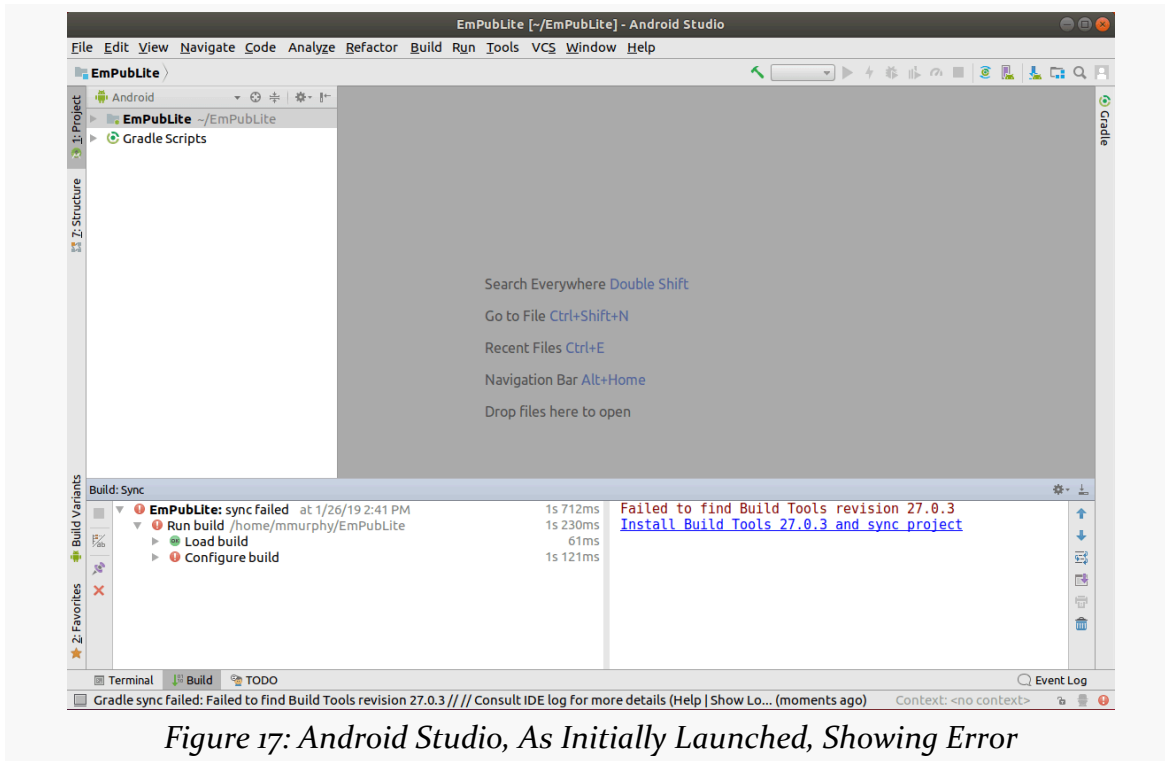 EmPubLite [~/EmPubLite] - Android Studio
File Edit View Navigate Code Analyze Refactor Build Run Tools VCS Window Help
EmPubLite
1: Project
Android
EmPubLite ~/EmPubLite
Gradle Scripts
Gradle
7: Structure
Search Everywhere Double Shift
Go to File Ctrl+Shift+N
Recent Files Ctrl+E
Navigation Bar Alt+Home
Drop files here to open
Build Variants
2: Favorites
Build: Sync
EmPubLite: sync failed at 1/26/19 2:41 PM 1s 712ms
Run build /home/mmurphy/EmPubLite 1s 230ms
Load build 61ms
Configure build 1s 121ms
Failed to find Build Tools revision 27.0.3
Install Build Tools 27.0.3 and sync project
Terminal Build TODO Event Log
Gradle sync failed: Failed to find Build Tools revision 27.0.3 // // Consult IDE log for more details (Help | Show Lo... (moments ago) Context: <no context>
Figure 17: Android Studio, As Initially Launched, Showing Error